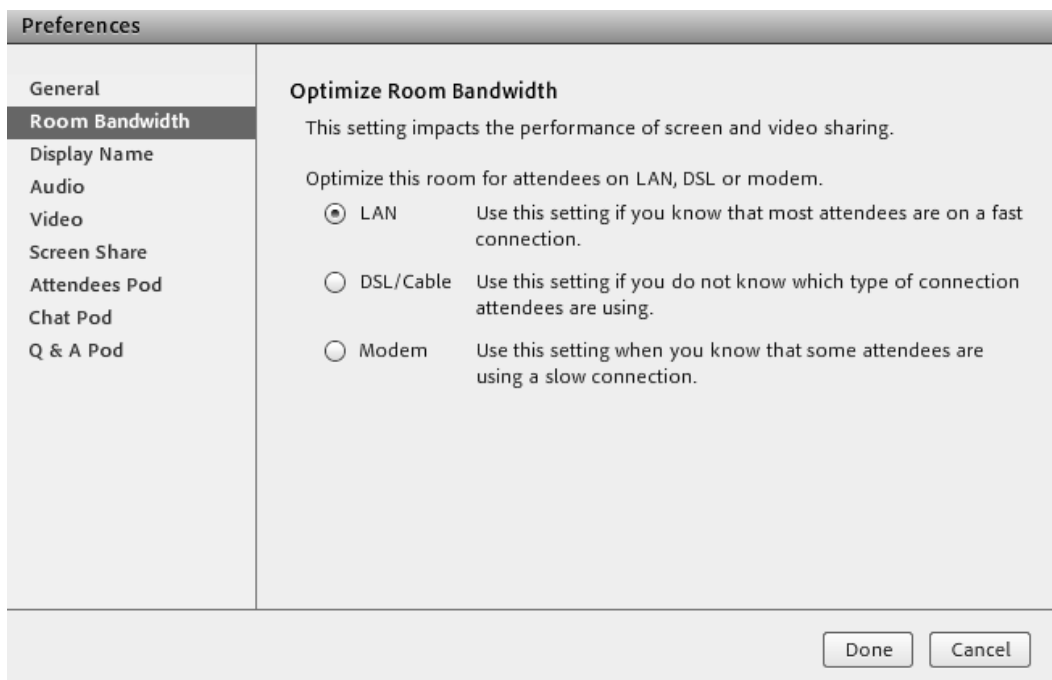 Preferences
General
Room Bandwidth
Display Name
Audio
Video
Screen Share
Attendees Pod
Chat Pod
Q & A Pod
Optimize Room Bandwidth
This setting impacts the performance of screen and video sharing.
Optimize this room for attendees on LAN, DSL or modem.
LAN Use this setting if you know that most attendees are on a fast
connection.
DSL/Cable Use this setting if you do not know which type of connection
attendees are using.
Modem Use this setting when you know that some attendees are
using a slow connection.
Done Cancel